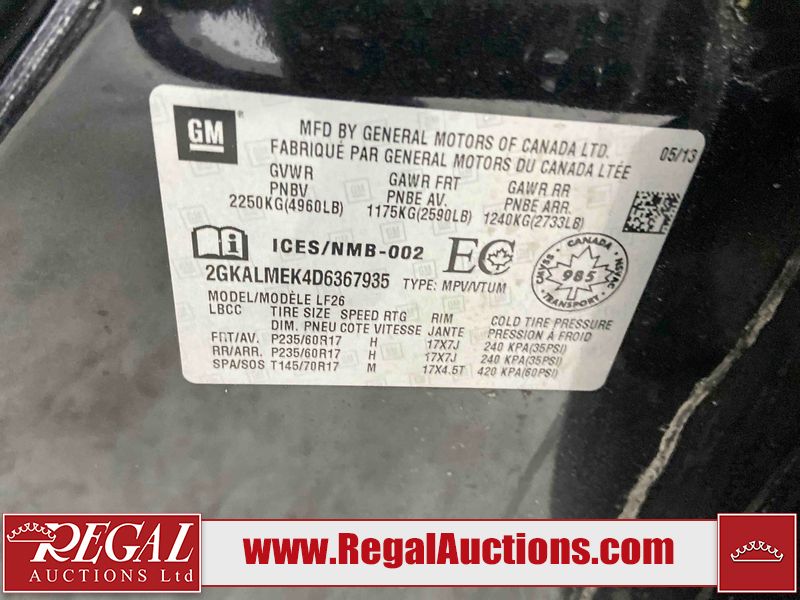 GM
MFD BY GENERAL MOTORS OF CANADA LTD.
FABRIQUÉ PAR GENERAL MOTORS DU CANADA LTÉE
05/13
GVWR GAWR FRT GAWR RR
PNBV PNBE AV. PNBE ARR.
2250KG(4960LB) 1175KG(2590LB) 1240KG(2733LB)
i ICES/NMB-002 EC
CANADA
CMVSS 985 NSVAC
TRANSPORT
2GKALMEK4D6367935 TYPE: MPV/VTUM
MODEL/MODÈLE LF26
LBCC TIRE SIZE SPEED RTG RIM COLD TIRE PRESSURE
DIM. PNEU COTE VITESSE JANTE PRESSION À FROID
FRT/AV. P235/60R17 H 17X7J 240 KPA(35PSI)
RR/ARR. P235/60R17 H 17X7J 240 KPA(35PSI)
SPA/SOS T145/70R17 M 17X4.5T 420 KPA(60PSI)
REGAL
AUCTIONS Ltd
www.RegalAuctions.com